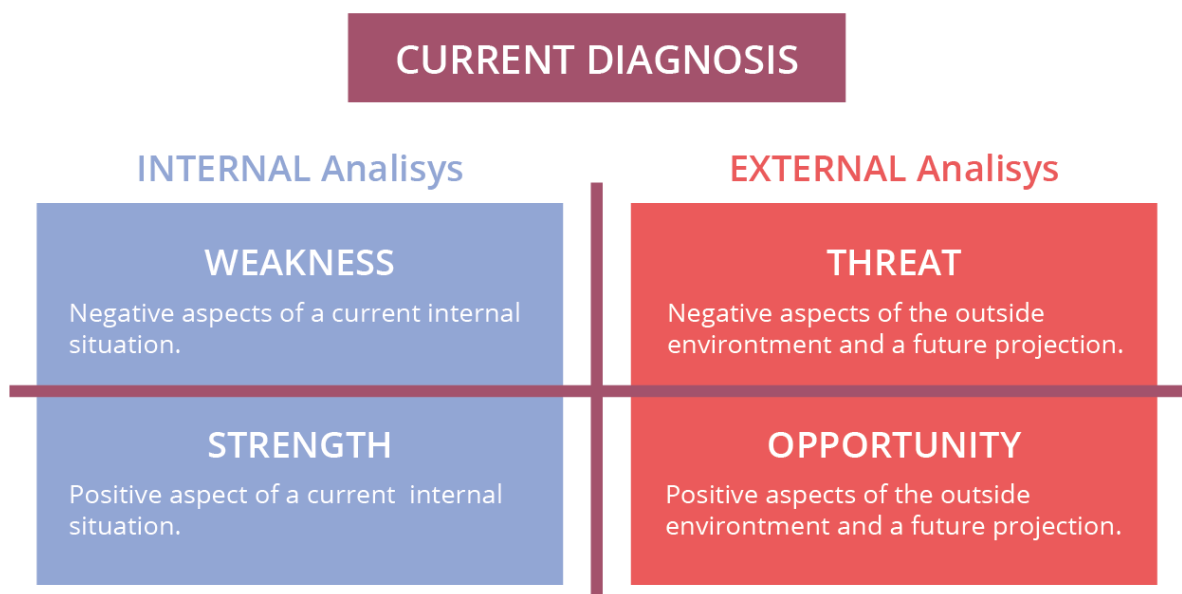 CURRENT DIAGNOSIS
INTERNAL Analisys
WEAKNESS
Negative aspects of a current internal
situation.
STRENGTH
Positive aspect of a current  internal
situation.
EXTERNAL Analisys
THREAT
Negative aspects of the outside
environtment and a future projection.
OPPORTUNITY
Positive aspects of the outside
environtment and a future projection.